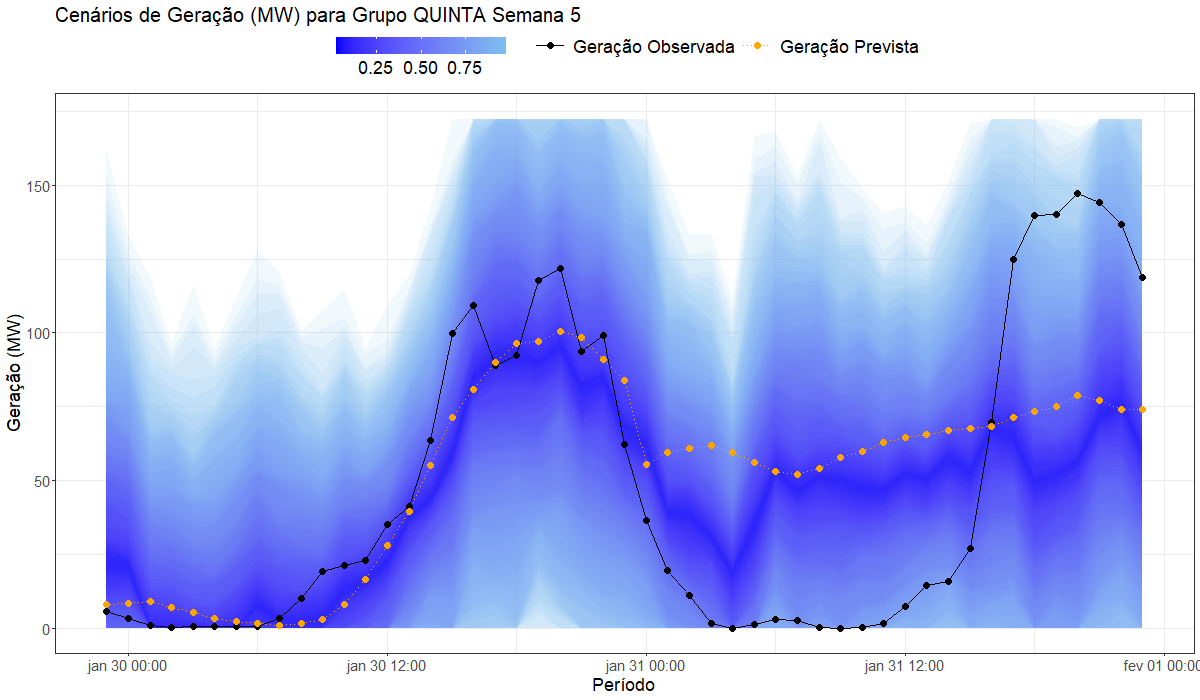 Cenários de Geração (MW) para Grupo QUINTA Semana 5
0.25 0.50 0.75
Geração Observada
Geração Prevista
Geração (MW)
150
100
50
0
jan 30 00:00
jan 30 12:00
jan 31 00:00
jan 31 12:00
fev 01 00:00
Período